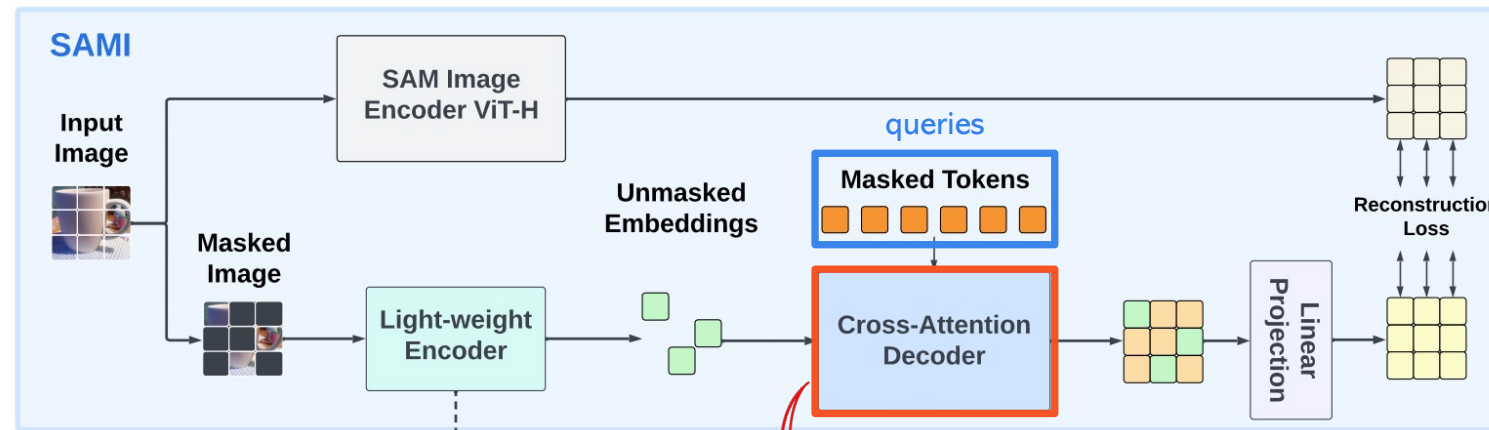 SAMI
SAM Image
Encoder ViT-H
Input
Image
queries
Masked Tokens
Unmasked
Embeddings
Reconstruction
Loss
Masked
Image
Light-weight
Encoder
Cross-Attention
Decoder
Linear
Projection